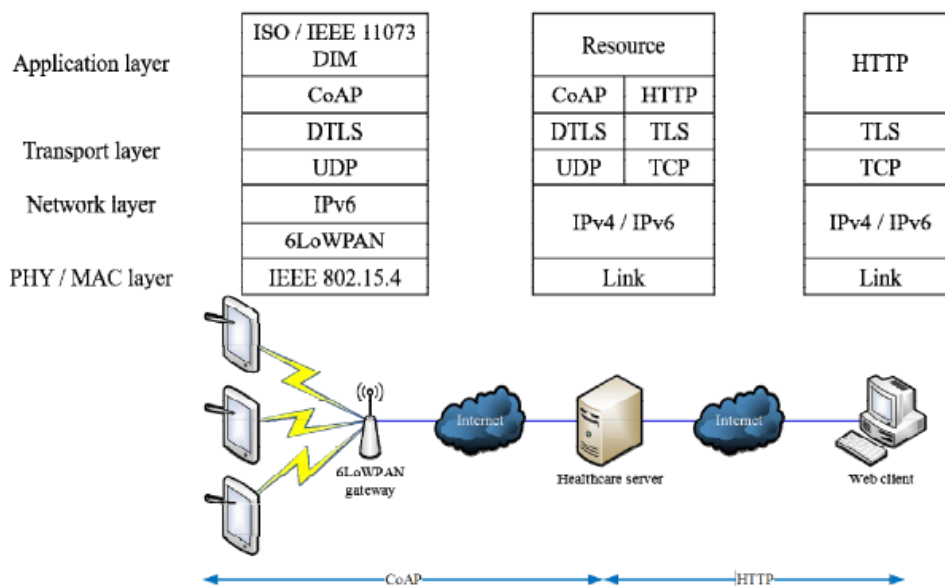 Application layer
ISO / IEEE 11073
DIM
CoAP
Resource
CoAP HTTP
HTTP
Transport layer
DTLS
UDP
DTLS TLS
UDP TCP
TLS
TCP
Network layer
IPv6
6LoWPAN
IPv4 / IPv6
IPv4 / IPv6
PHY / MAC layer
IEEE 802.15.4
Link
Link
Internet
Internet
6LoWPAN
gateway
Healthcare server
Web client
CoAP
HTTP